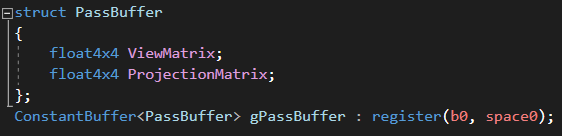 struct PassBuffer
{
    float4x4 ViewMatrix;
    float4x4 ProjectionMatrix;
};
ConstantBuffer<PassBuffer> gPassBuffer : register(b0, space0);